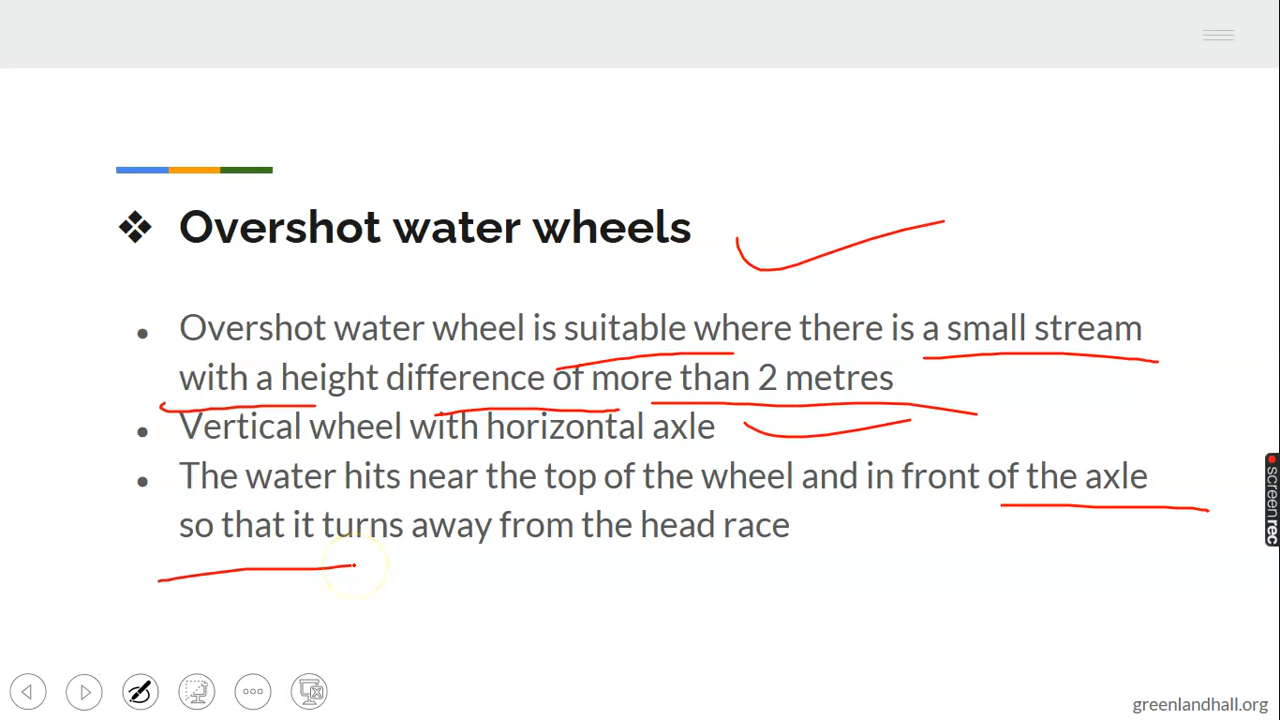 Overshot water wheels
Overshot water wheel is suitable where there is a small stream
with a height difference of more than 2 metres
Vertical wheel with horizontal axle
The water hits near the top of the wheel and in front of the axle
so that it turns away from the head race
screenrec
greenlandhall.org